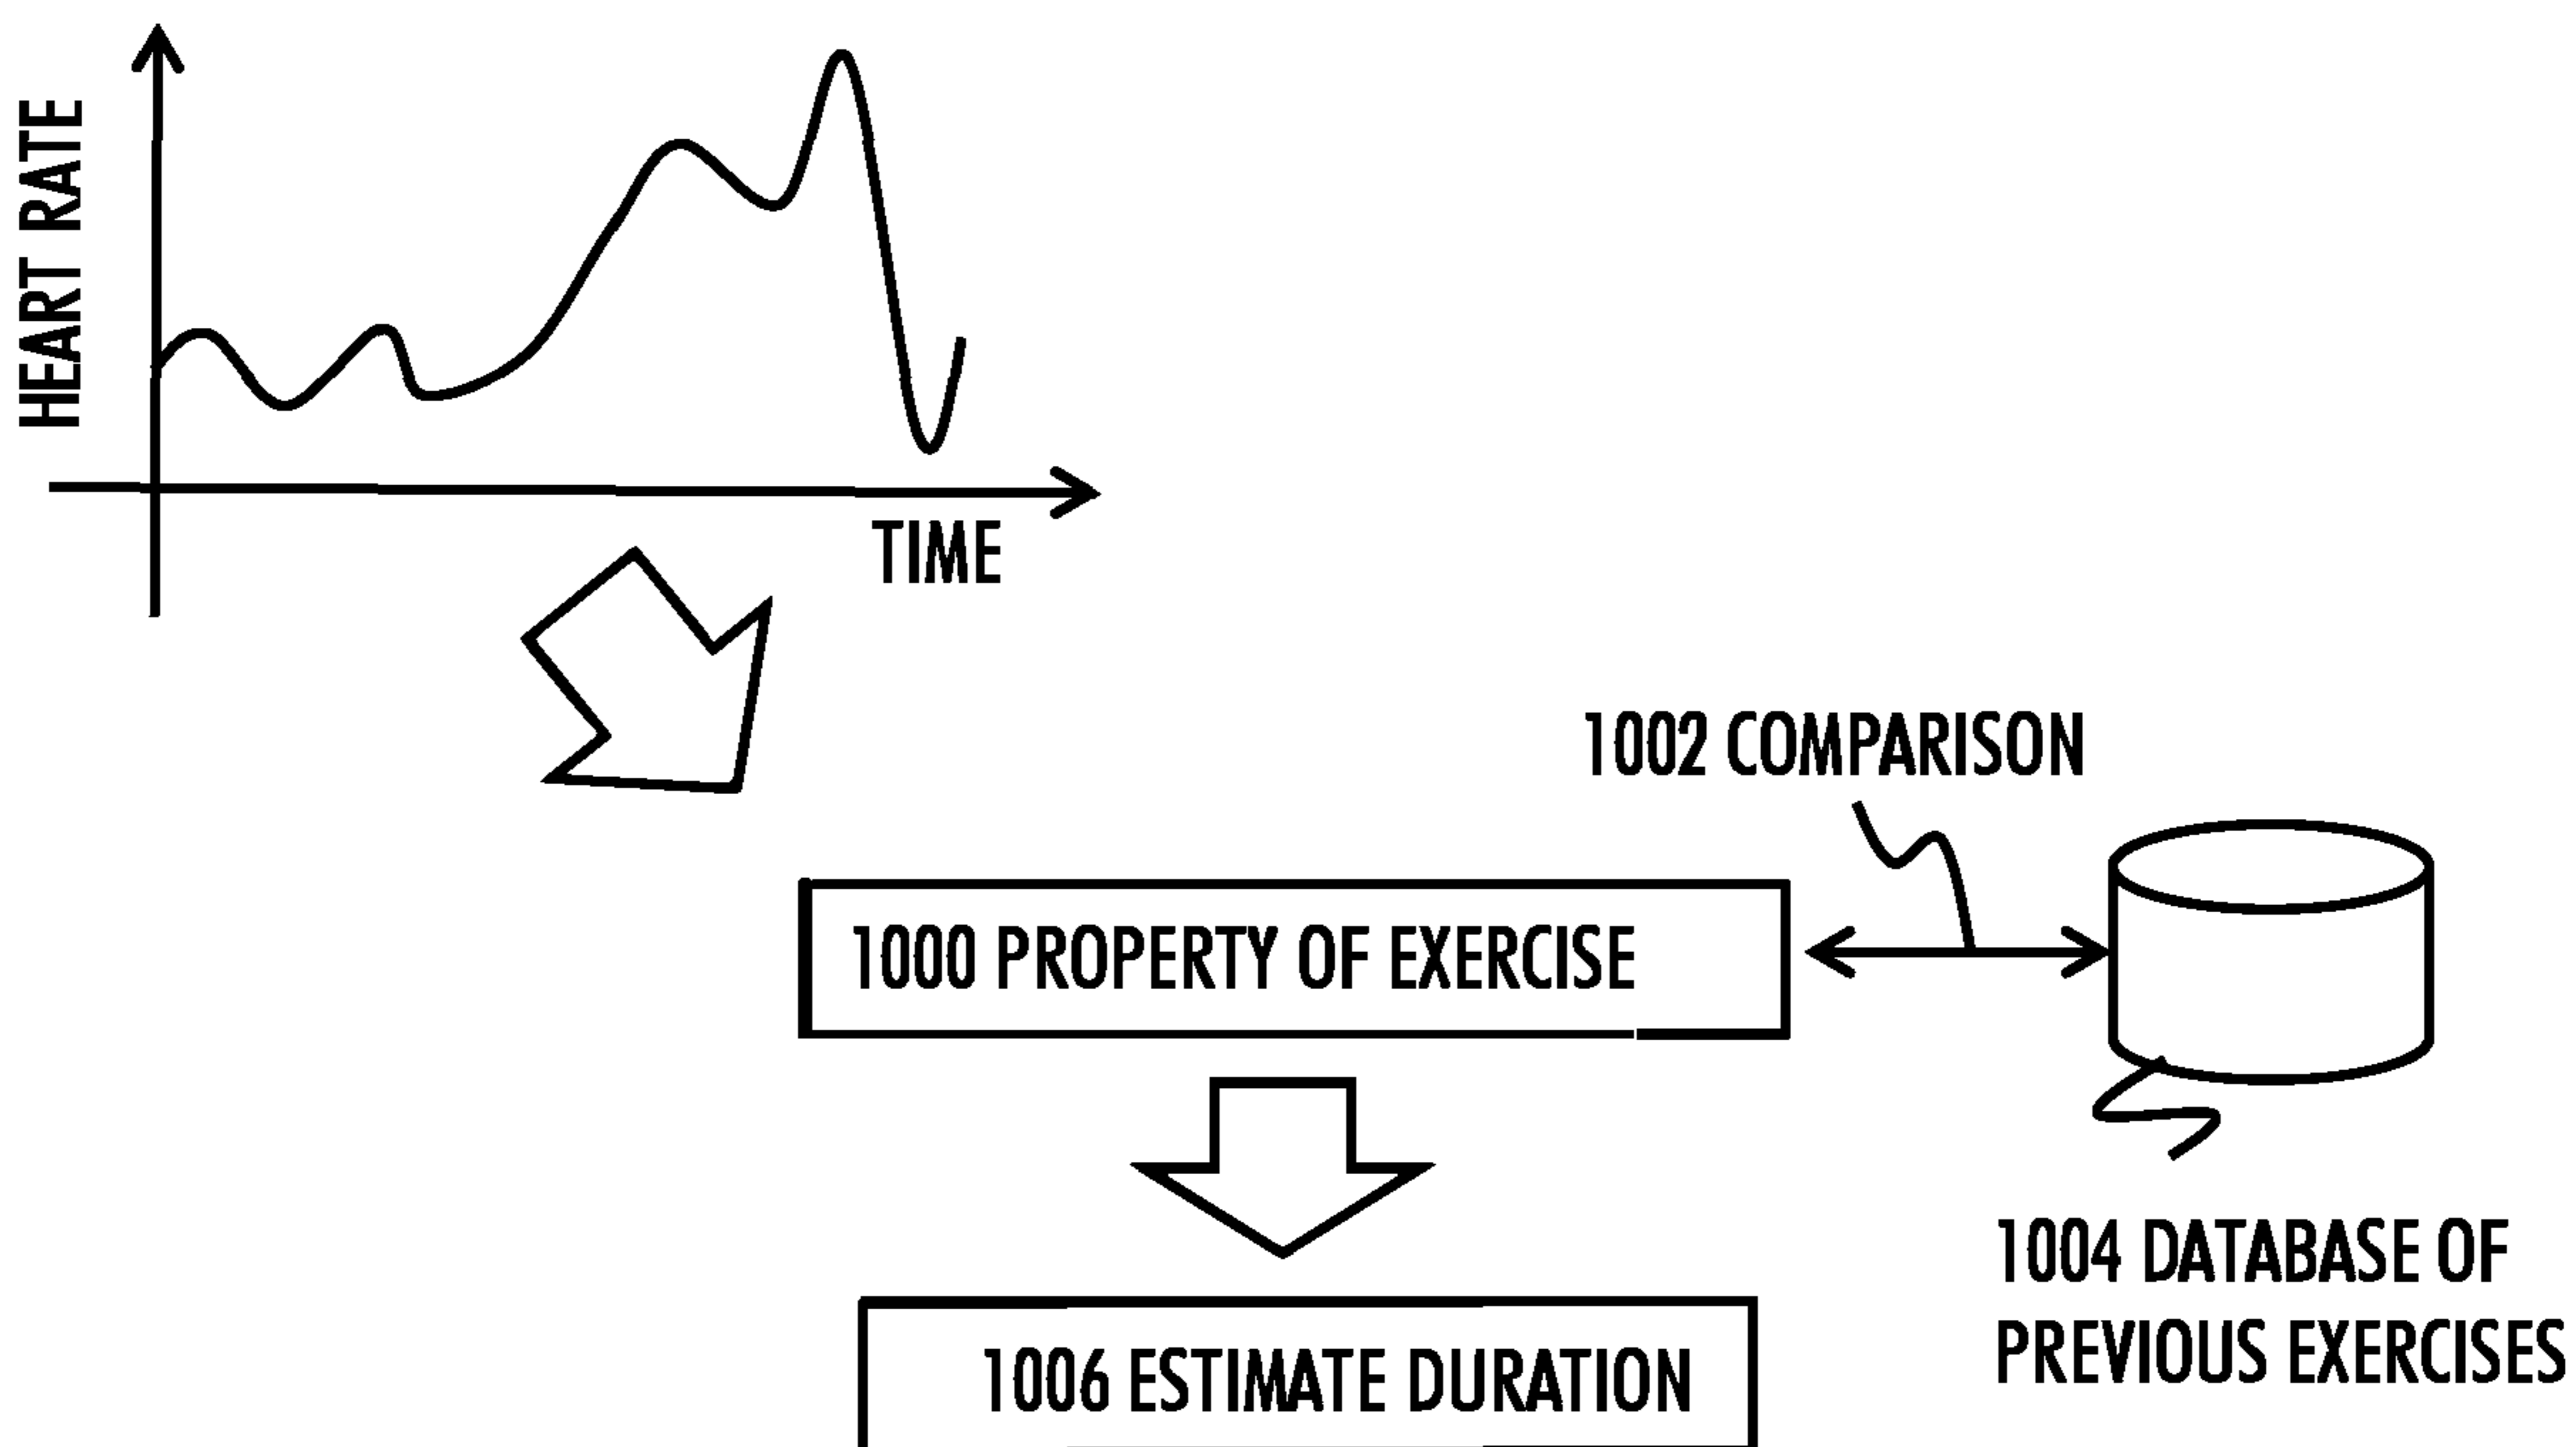 HEART RATE
TIME
1002 COMPARISON
1000 PROPERTY OF EXERCISE
1004 DATABASE OF
PREVIOUS EXERCISES
1006 ESTIMATE DURATION